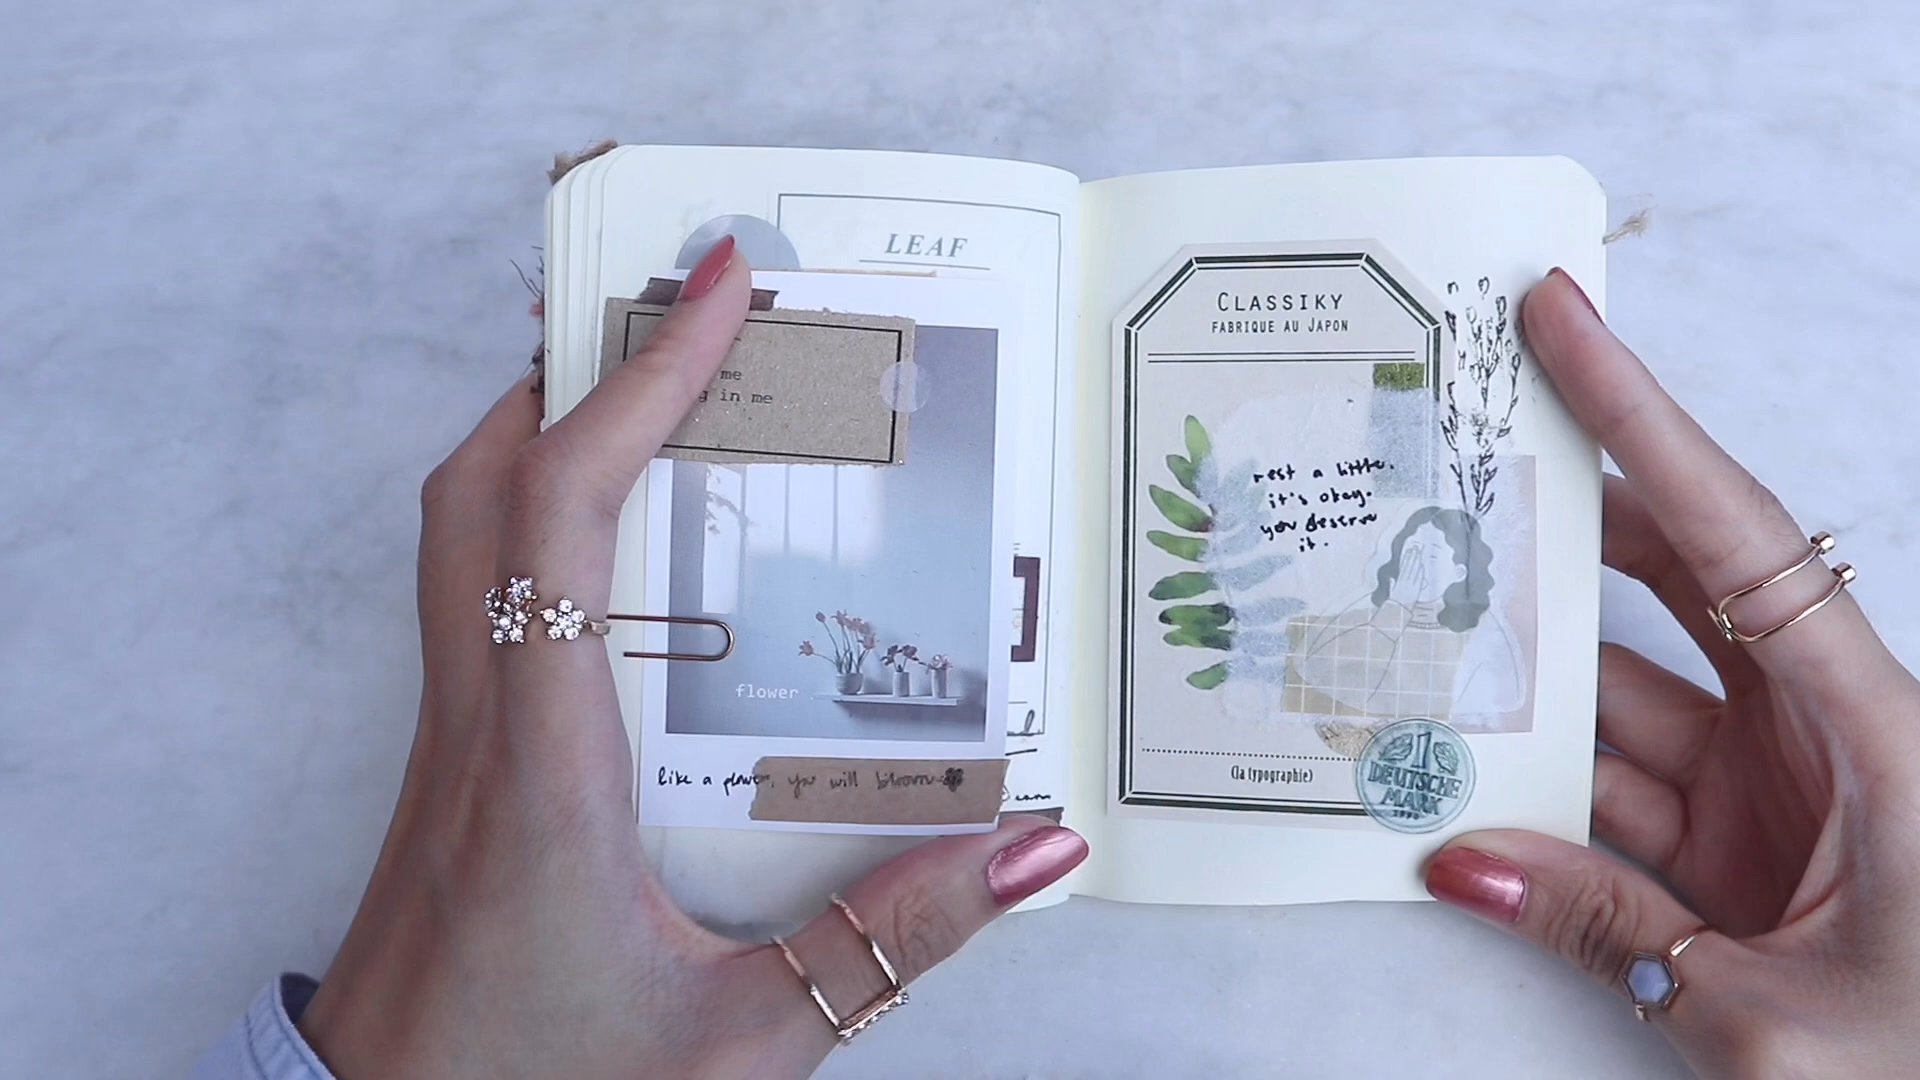 LEAF
me
g in me
flower
like a flower, you will bloom
CLASSIKY
FABRIQUE AU JAPON
rest a little.
it's okay.
you deserve
it.
(la typographie)
1
DEUTSCHE
MARK
1990